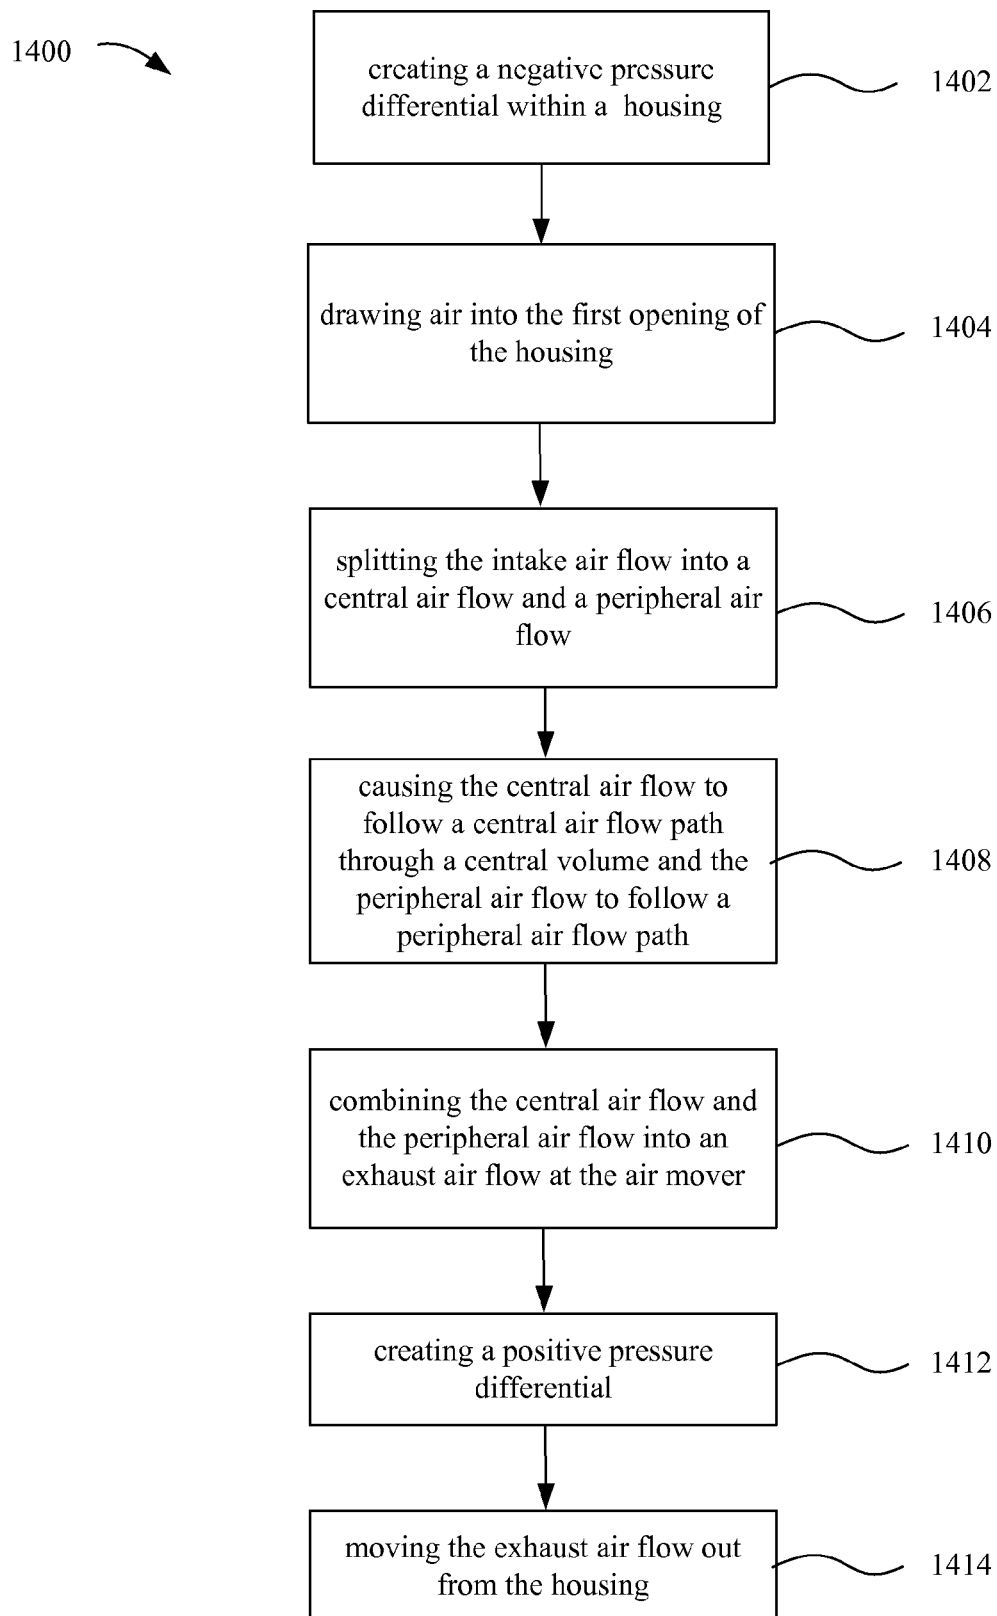 1400
creating a negative pressure
differential within a housing
1402
drawing air into the first opening of
the housing
1404
splitting the intake air flow into a
central air flow and a peripheral air
flow
1406
causing the central air flow to
follow a central air flow path
through a central volume and the
peripheral air flow to follow a
peripheral air flow path
1408
combining the central air flow and
the peripheral air flow into an
exhaust air flow at the air mover
1410
creating a positive pressure
differential
1412
moving the exhaust air flow out
from the housing
1414